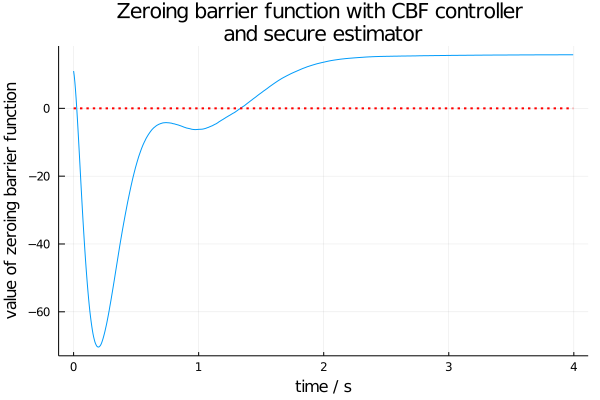 Zeroing barrier function with CBF controller
and secure estimator
value of zeroing barrier function
0
−20
−40
−60
0
1
2
3
4
time / s